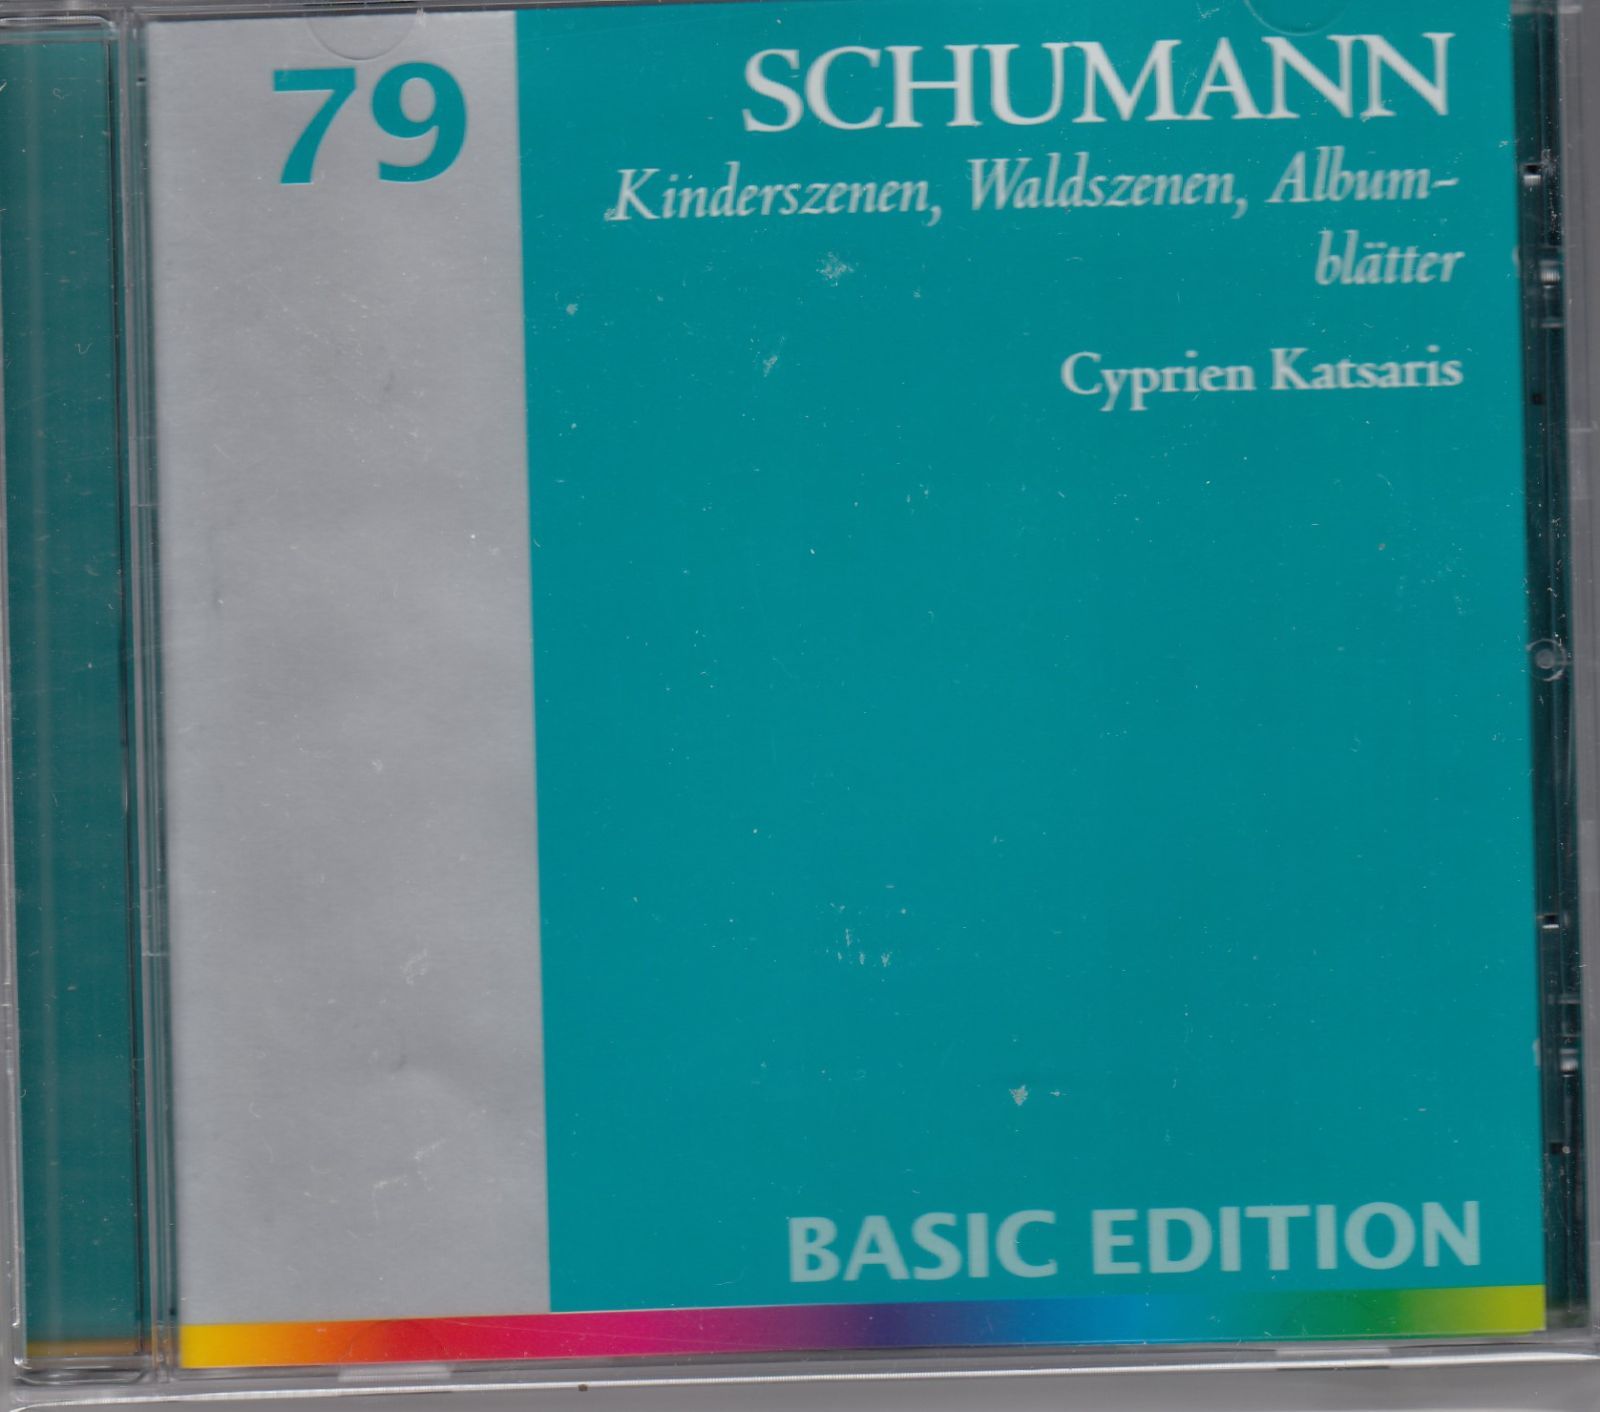 79
SCHUMANN
Kinderszenen, Waldszenen, Album-
blätter
Cyprien Katsaris
BASIC EDITION